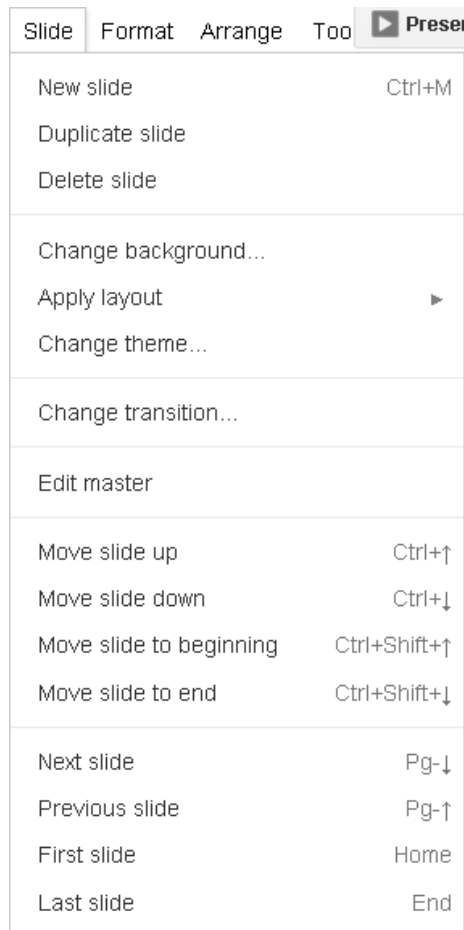 Slide Format Arrange Too Preser
New slide Ctrl+M
Duplicate slide
Delete slide
Change background...
Apply layout ►
Change theme...
Change transition...
Edit master
Move slide up Ctrl+↑
Move slide down Ctrl+↓
Move slide to beginning Ctrl+Shift+↑
Move slide to end Ctrl+Shift+↓
Next slide Pg-↓
Previous slide Pg-↑
First slide Home
Last slide End